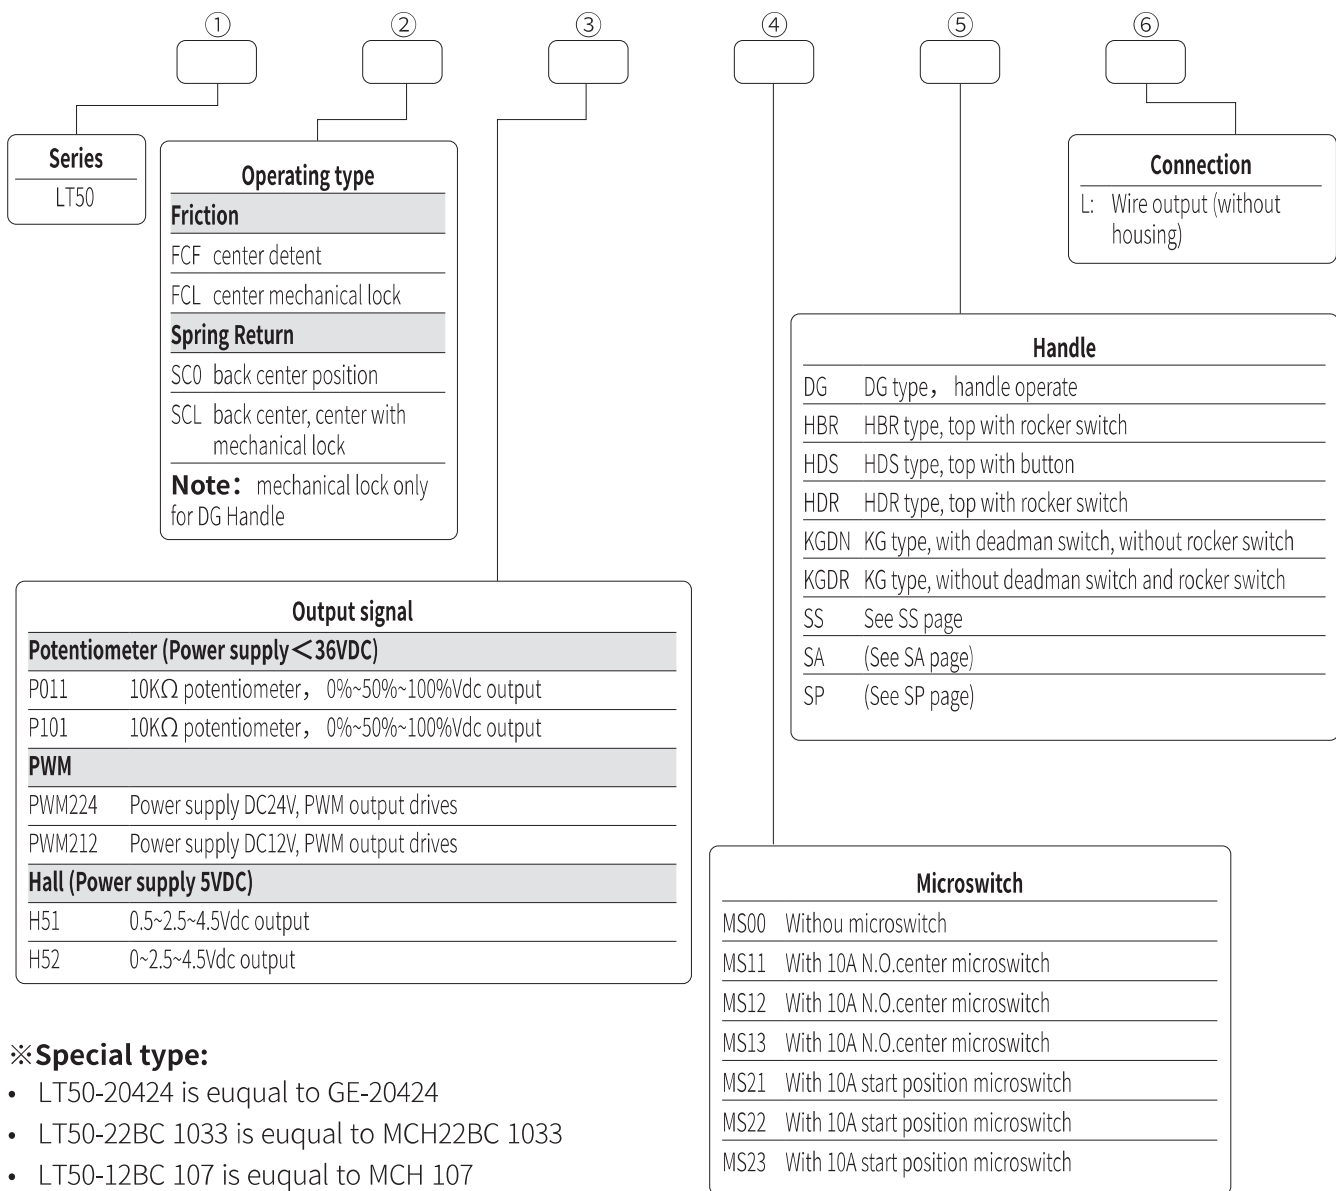 ① ② ③ ④ ⑤ ⑥
Series
LT50
Operating type
Friction
FCF center detent
FCL center mechanical lock
Spring Return
SC0 back center position
SCL back center, center with
mechanical lock
Note： mechanical lock only
for DG Handle
Connection
L: Wire output (without
housing)
Handle
DG DG type， handle operate
HBR HBR type, top with rocker switch
HDS HDS type, top with button
HDR HDR type, top with rocker switch
KGDN KG type, with deadman switch, without rocker switch
KGDR KG type, without deadman switch and rocker switch
SS See SS page
SA (See SA page)
SP (See SP page)
Output signal
Potentiometer (Power supply＜36VDC)
P011 10KΩ potentiometer， 0%~50%~100%Vdc output
P101 10KΩ potentiometer， 0%~50%~100%Vdc output
PWM
PWM224 Power supply DC24V, PWM output drives
PWM212 Power supply DC12V, PWM output drives
Hall (Power supply 5VDC)
H51 0.5~2.5~4.5Vdc output
H52 0~2.5~4.5Vdc output
Microswitch
MS00 Withou microswitch
MS11 With 10A N.O.center microswitch
MS12 With 10A N.O.center microswitch
MS13 With 10A N.O.center microswitch
MS21 With 10A start position microswitch
MS22 With 10A start position microswitch
MS23 With 10A start position microswitch
※Special type:
• LT50-20424 is euqual to GE-20424
• LT50-22BC 1033 is euqual to MCH22BC 1033
• LT50-12BC 107 is euqual to MCH 107